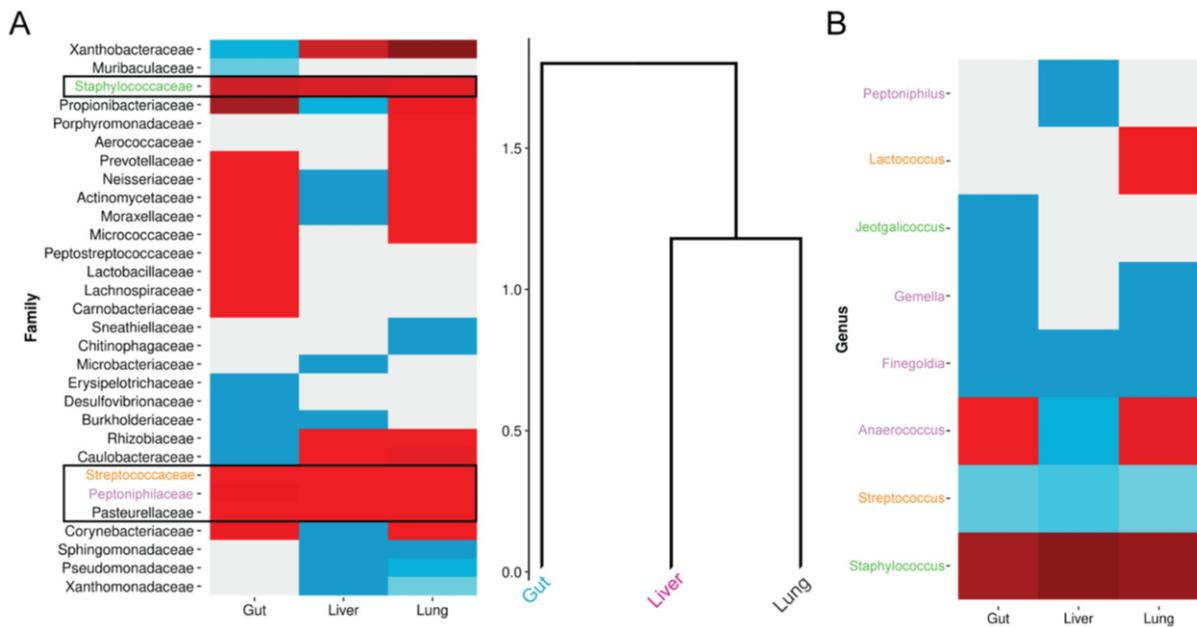 A
Xanthobacteraceae
Muribaculaceae
Staphylococcaceae
Propionibacteriaceae
Porphyromonadaceae
Aerococcaceae
Prevotellaceae
Neisseriaceae
Actinomycetaceae
Moraxellaceae
Micrococcaceae
Peptostreptococcaceae
Lactobacillaceae
Lachnospiraceae
Carnobacteriaceae
Sneathiellaceae
Chitinophagaceae
Microbacteriaceae
Erysipelotrichaceae
Desulfovibrionaceae
Burkholderiaceae
Rhizobiaceae
Caulobacteraceae
Streptococcaceae
Peptoniphilaceae
Pasteurellaceae
Corynebacteriaceae
Sphingomonadaceae
Pseudomonadaceae
Xanthomonadaceae
Family
Gut Liver Lung
1.5
1.0
0.5
0.0
Gut Liver Lung
B
Peptoniphilus
Lactococcus
Jeotgalicoccus
Gemella
Finegoldia
Anaerococcus
Streptococcus
Staphylococcus
Genus
Gut Liver Lung